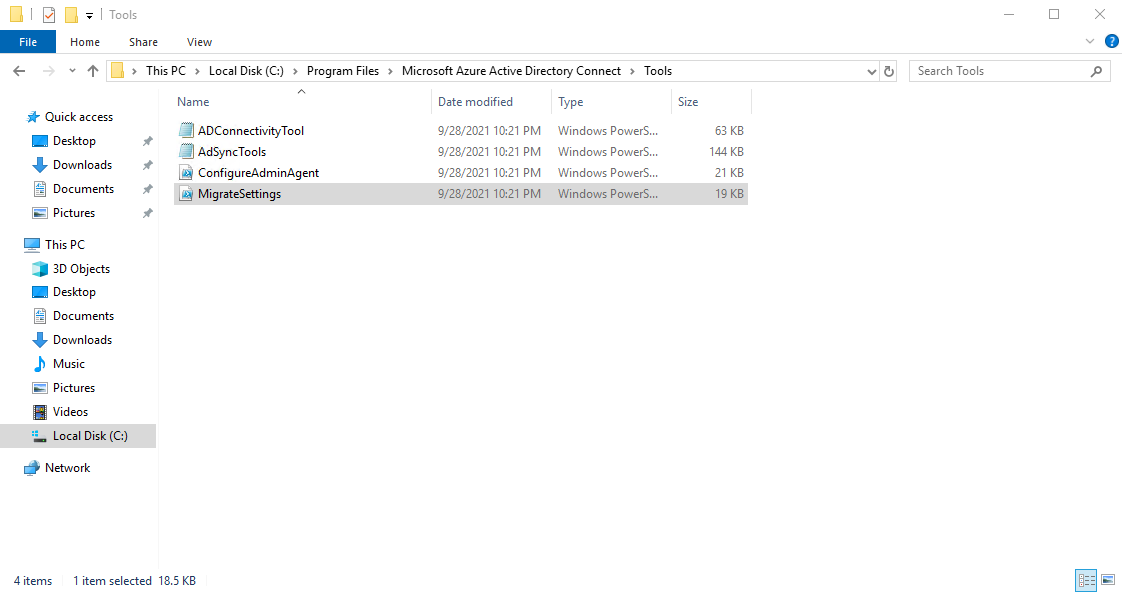 Tools
File Home Share View
This PC Local Disk (C:) Program Files Microsoft Azure Active Directory Connect Tools Search Tools
Name Date modified Type Size
Quick access
Desktop
Downloads
Documents
Pictures
This PC
3D Objects
Desktop
Documents
Downloads
Music
Pictures
Videos
Local Disk (C:)
Network
ADConnectivityTool 9/28/2021 10:21 PM Windows PowerS... 63 KB
AdSyncTools 9/28/2021 10:21 PM Windows PowerS... 144 KB
ConfigureAdminAgent 9/28/2021 10:21 PM Windows PowerS... 21 KB
MigrateSettings 9/28/2021 10:21 PM Windows PowerS... 19 KB
4 items 1 item selected 18.5 KB